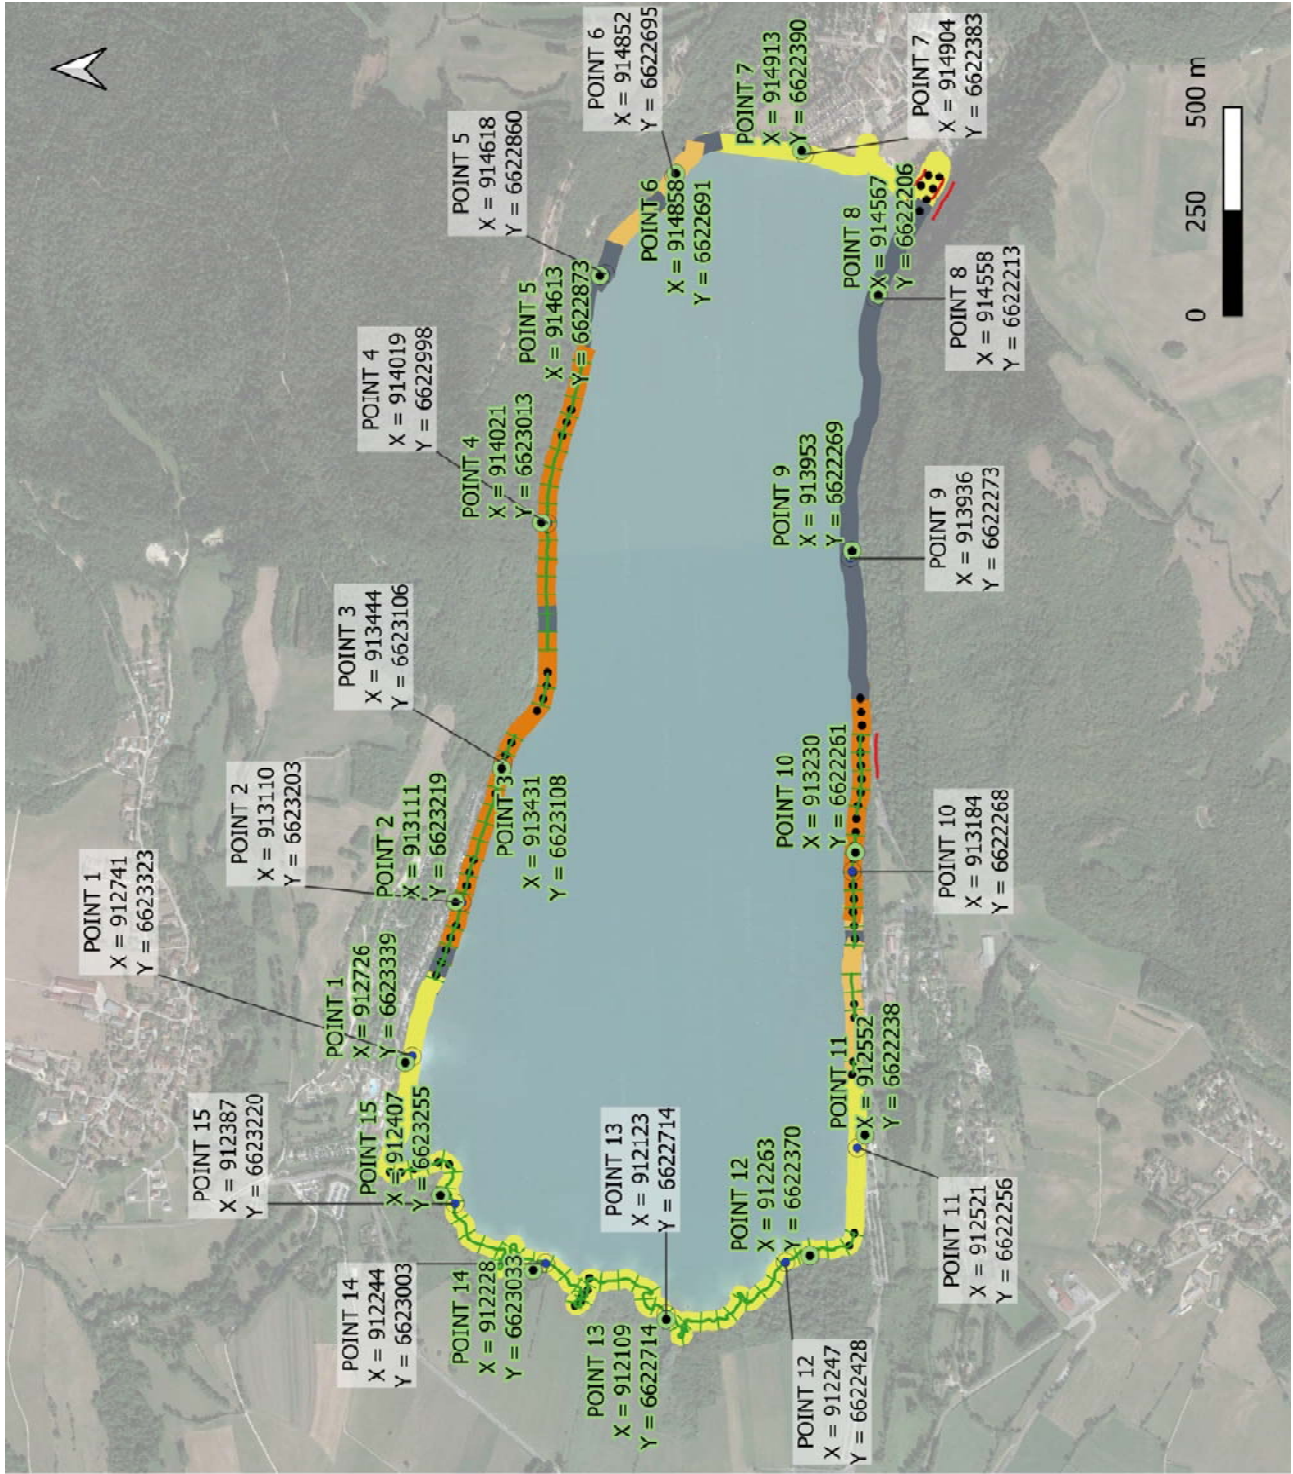 POINT 1
X = 912741
Y = 6623323
POINT 2
X = 913110
Y = 6623203
POINT 3
X = 913444
Y = 6623106
POINT 4
X = 914019
Y = 6622998
POINT 5
X = 914618
Y = 6622860
POINT 6
X = 914852
Y = 6622695
POINT 15
X = 912387
Y = 6623220
POINT 1
X = 912726
Y = 6623339
POINT 2
X = 913111
Y = 6623219
POINT 3
X = 913431
Y = 6623108
POINT 4
X = 914021
Y = 6623013
POINT 5
X = 914613
Y = 6622873
POINT 6
X = 914858
Y = 6622691
POINT 7
X = 914913
Y = 6622390
POINT 7
X = 914904
Y = 6622383
POINT 15
X = 912407
Y = 6623255
POINT 14
X = 912244
Y = 6623003
POINT 14
X = 912228
Y = 6623033
POINT 13
X = 912123
Y = 6622714
POINT 13
X = 912109
Y = 6622714
POINT 12
X = 912263
Y = 6622370
POINT 11
X = 912552
Y = 6622238
POINT 10
X = 913230
Y = 6622261
POINT 9
X = 913953
Y = 6622269
POINT 8
X = 914567
Y = 6622206
POINT 12
X = 912247
Y = 6622428
POINT 11
X = 912521
Y = 6622256
POINT 10
X = 913184
Y = 6622268
POINT 9
X = 913936
Y = 6622273
POINT 8
X = 914558
Y = 6622213
0 250 500 m